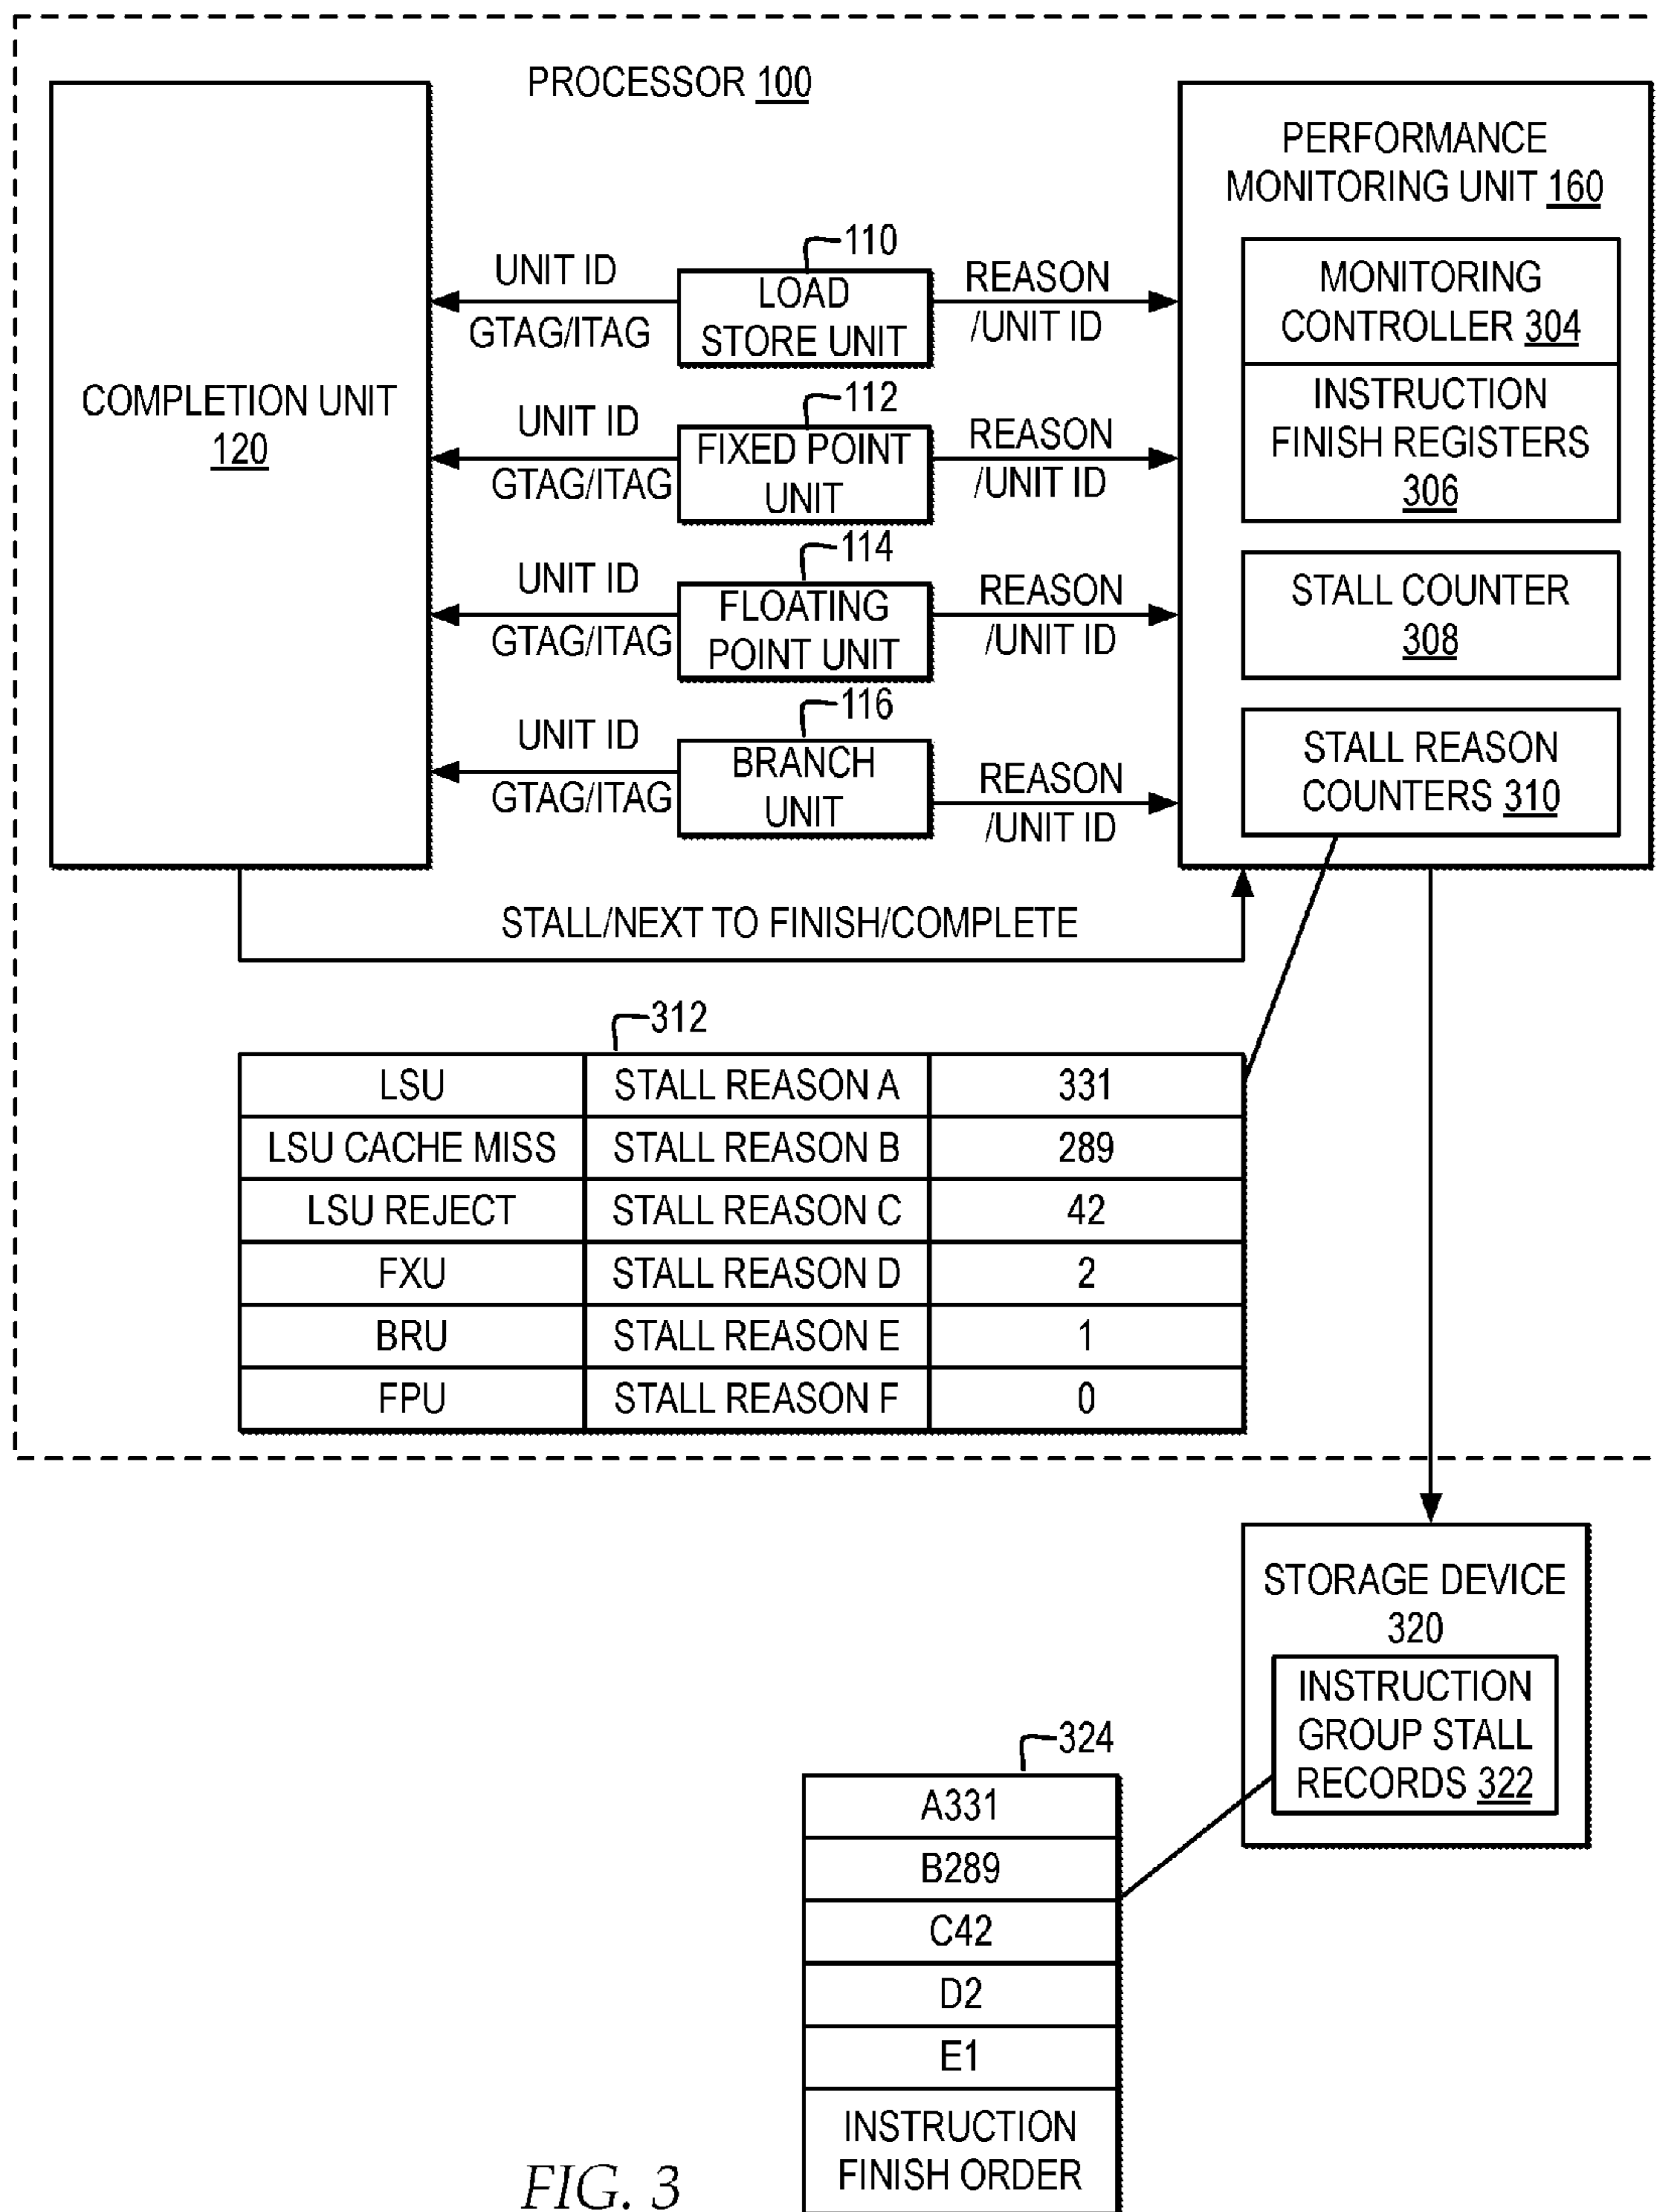 PROCESSOR 100
COMPLETION UNIT
120
UNIT ID
GTAG/ITAG
110
LOAD
STORE UNIT
REASON
/UNIT ID
UNIT ID
GTAG/ITAG
112
FIXED POINT
UNIT
REASON
/UNIT ID
UNIT ID
GTAG/ITAG
114
FLOATING
POINT UNIT
REASON
/UNIT ID
UNIT ID
GTAG/ITAG
116
BRANCH
UNIT
REASON
/UNIT ID
PERFORMANCE
MONITORING UNIT 160
MONITORING
CONTROLLER 304
INSTRUCTION
FINISH REGISTERS
306
STALL COUNTER
308
STALL REASON
COUNTERS 310
STALL/NEXT TO FINISH/COMPLETE
312
LSU STALL REASON A 331
LSU CACHE MISS STALL REASON B 289
LSU REJECT STALL REASON C 42
FXU STALL REASON D 2
BRU STALL REASON E 1
FPU STALL REASON F 0
STORAGE DEVICE
320
INSTRUCTION
GROUP STALL
RECORDS 322
324
A331
B289
C42
D2
E1
INSTRUCTION
FINISH ORDER
FIG. 3